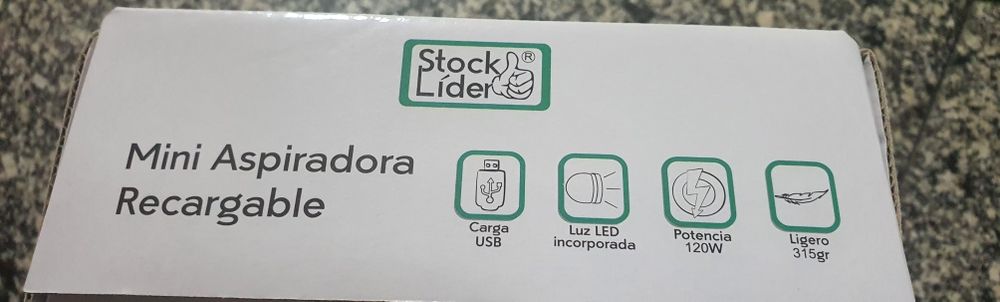 Stock
Líder
®
Mini Aspiradora
Recargable
Carga
USB
Luz LED
incorporada
Potencia
120W
Ligero
315gr